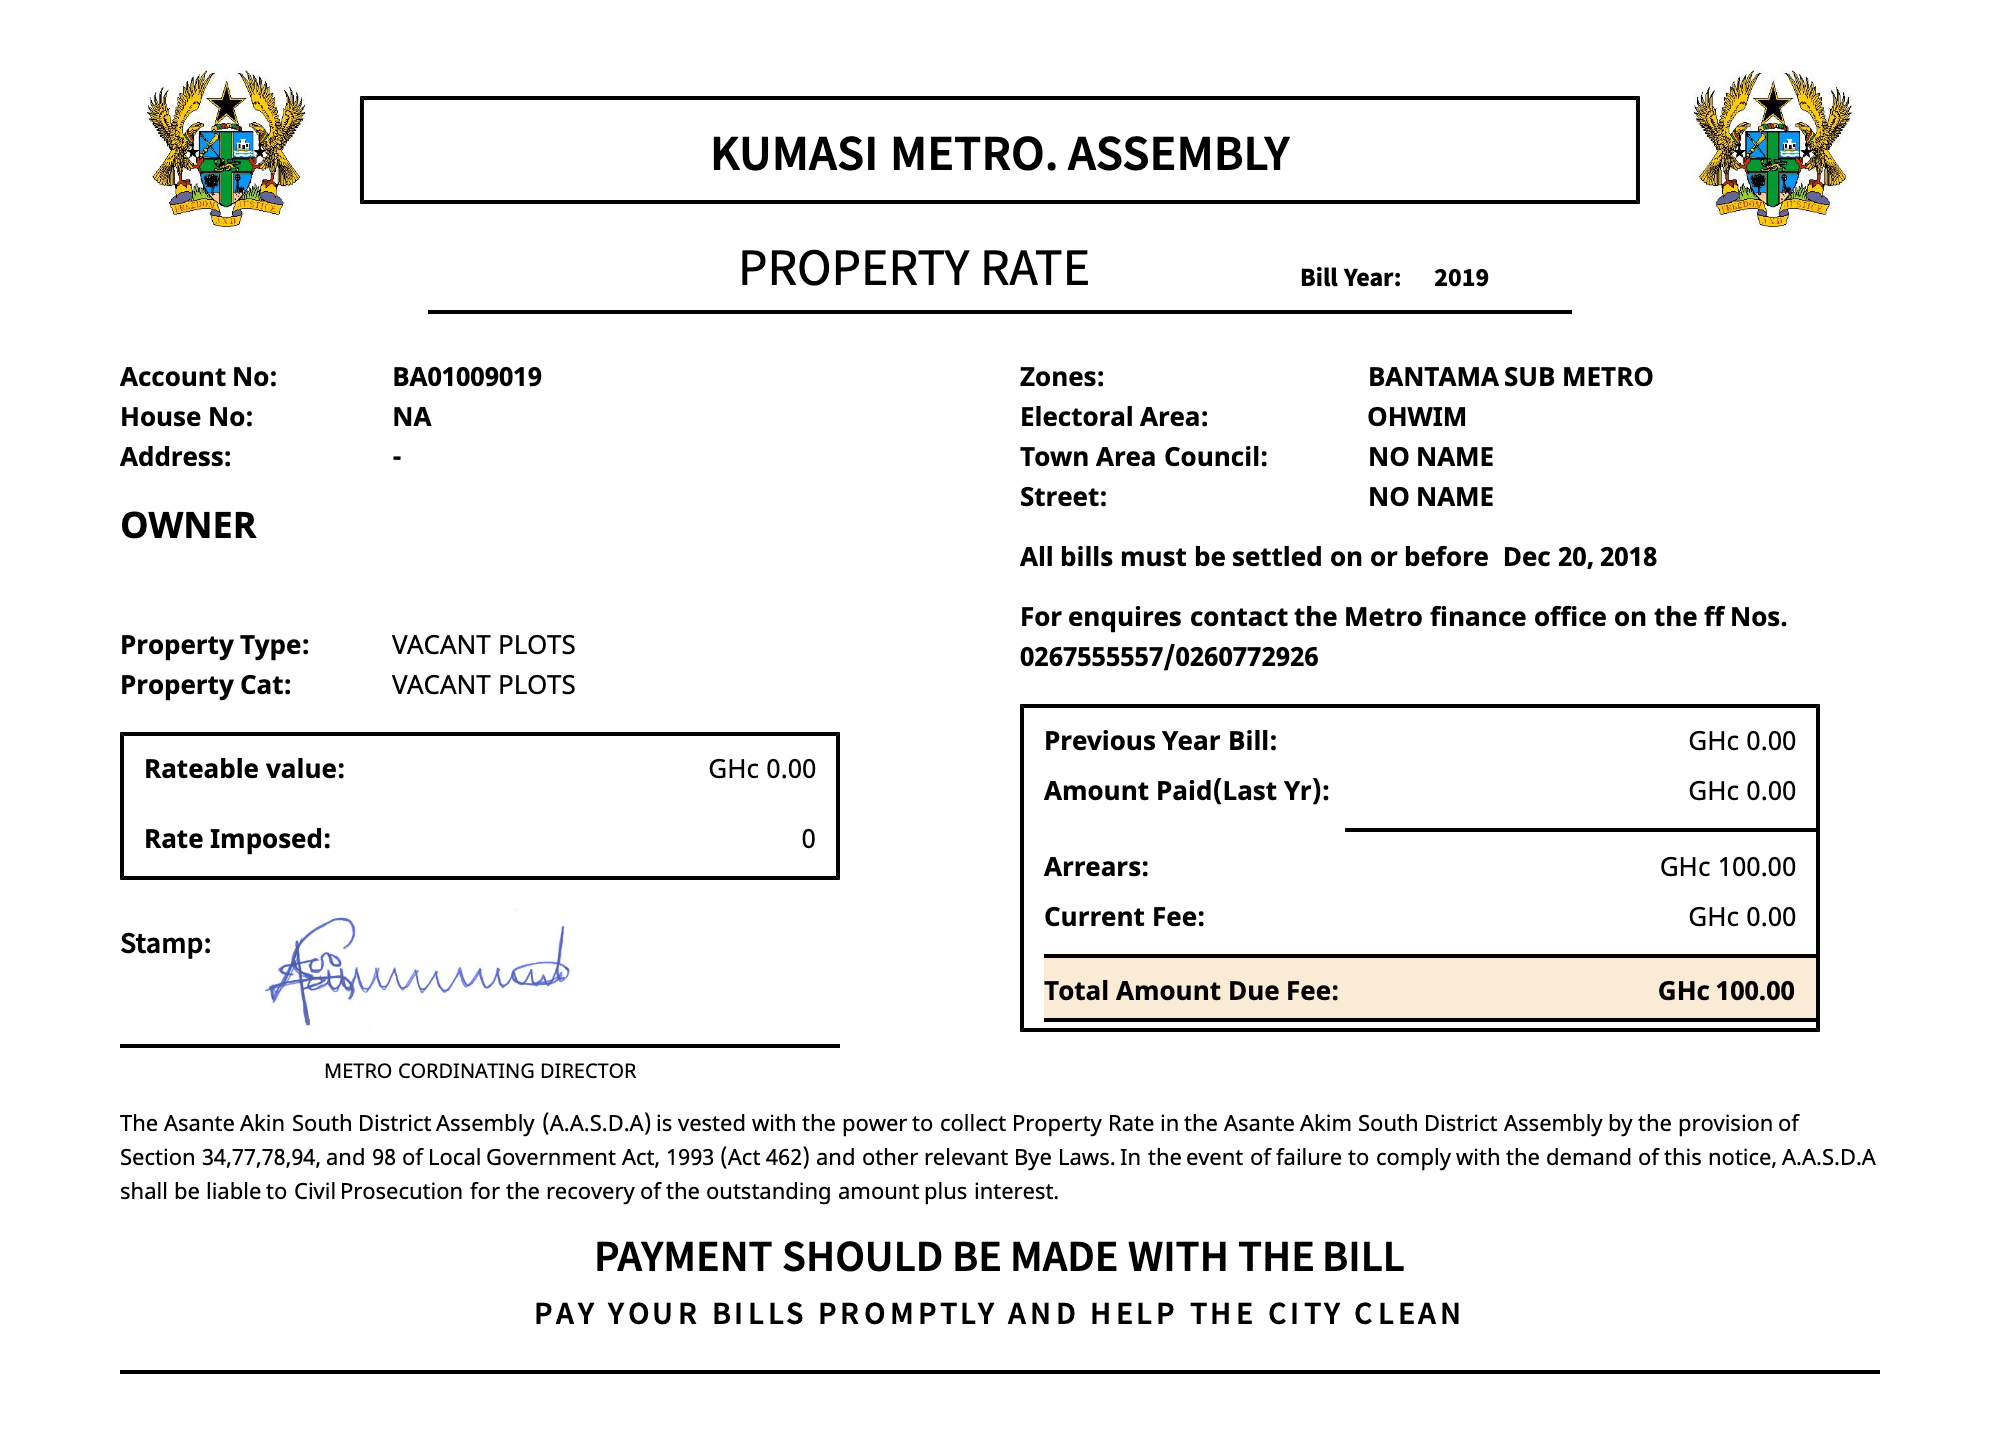 KUMASI METRO. ASSEMBLY
PROPERTY RATE
Bill Year: 2019
Account No: BA01009019
House No: NA
Address: -
OWNER
Property Type: VACANT PLOTS
Property Cat: VACANT PLOTS
Rateable value: GHc 0.00
Rate Imposed: 0
Stamp:
METRO CORDINATING DIRECTOR
Zones: BANTAMA SUB METRO
Electoral Area: OHWIM
Town Area Council: NO NAME
Street: NO NAME
All bills must be settled on or before Dec 20, 2018
For enquires contact the Metro finance office on the ff Nos.
0267555557/0260772926
Previous Year Bill: GHc 0.00
Amount Paid(Last Yr): GHc 0.00
Arrears: GHc 100.00
Current Fee: GHc 0.00
Total Amount Due Fee: GHc 100.00
The Asante Akin South District Assembly (A.A.S.D.A) is vested with the power to collect Property Rate in the Asante Akim South District Assembly by the provision of
Section 34,77,78,94, and 98 of Local Government Act, 1993 (Act 462) and other relevant Bye Laws. In the event of failure to comply with the demand of this notice, A.A.S.D.A
shall be liable to Civil Prosecution for the recovery of the outstanding amount plus interest.
PAYMENT SHOULD BE MADE WITH THE BILL
PAY YOUR BILLS PROMPTLY AND HELP THE CITY CLEAN